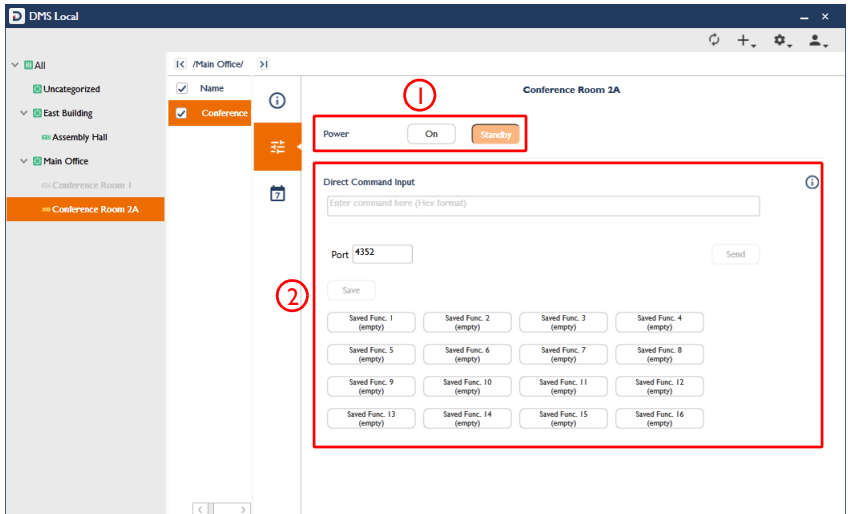 DMS Local
All
Uncategorized
East Building
Assembly Hall
Main Office
Conference Room 1
Conference Room 2A
/Main Office/
Name
Conference
7
Conference Room 2A
1
Power
On
Standby
2
Direct Command Input
Enter command here (Hex format)
Port
4352
Send
Save
Saved Func. 1
(empty)
Saved Func. 2
(empty)
Saved Func. 3
(empty)
Saved Func. 4
(empty)
Saved Func. 5
(empty)
Saved Func. 6
(empty)
Saved Func. 7
(empty)
Saved Func. 8
(empty)
Saved Func. 9
(empty)
Saved Func. 10
(empty)
Saved Func. 11
(empty)
Saved Func. 12
(empty)
Saved Func. 13
(empty)
Saved Func. 14
(empty)
Saved Func. 15
(empty)
Saved Func. 16
(empty)